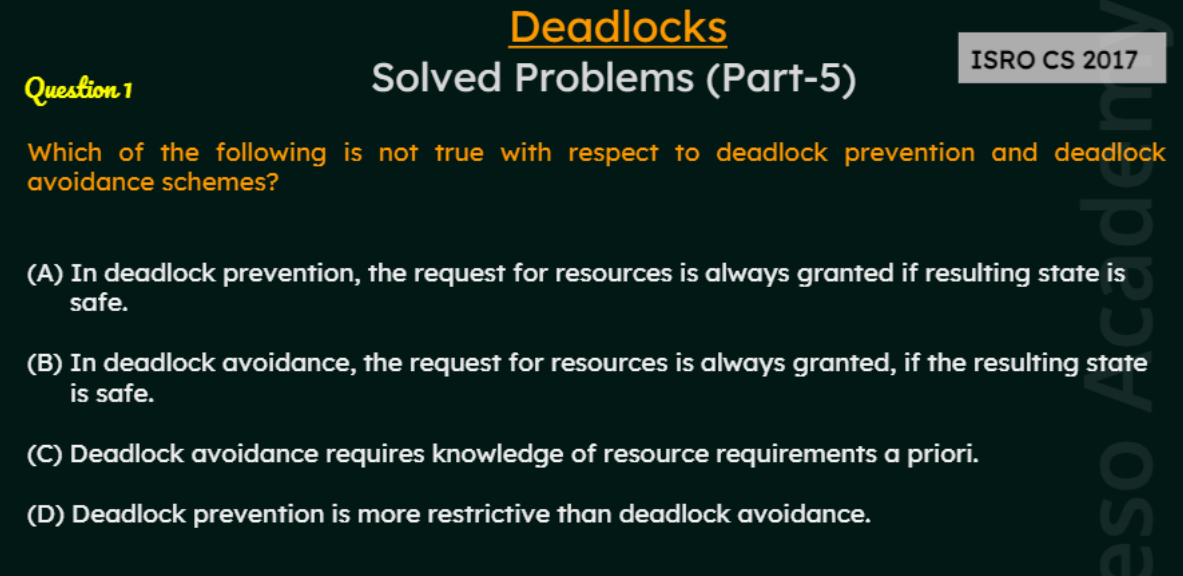 Deadlocks
ISRO CS 2017
Solved Problems (Part-5)
Question 1
Which of the following is not true with respect to deadlock prevention and deadlock
avoidance schemes?
(A) In deadlock prevention, the request for resources is always granted if resulting state is
safe.
(B) In deadlock avoidance, the request for resources is always granted, if the resulting state
is safe.
(C) Deadlock avoidance requires knowledge of resource requirements a priori.
(D) Deadlock prevention is more restrictive than deadlock avoidance.
eso Academy